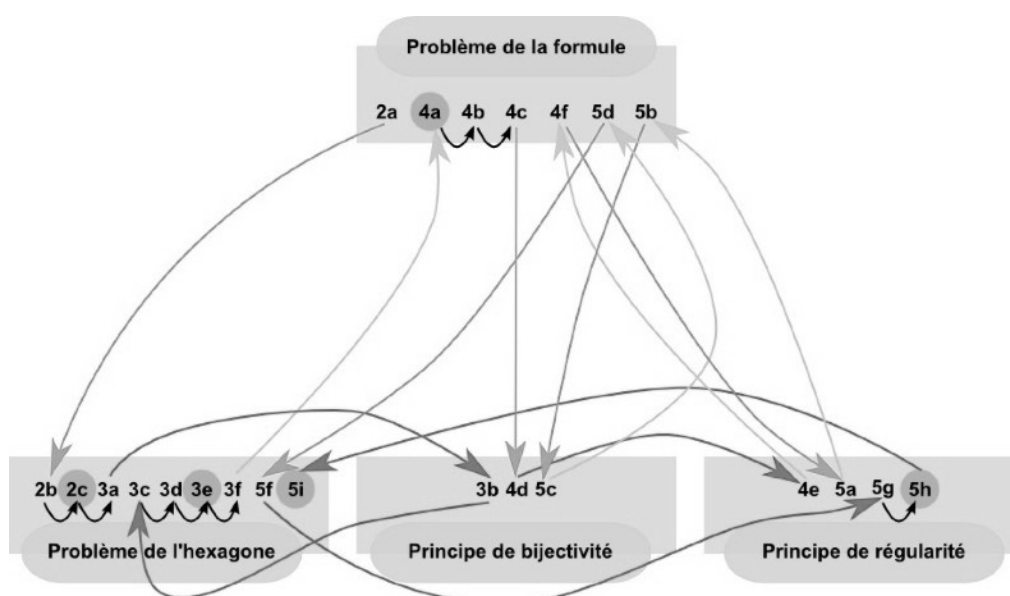 Problème de la formule
2a 4a 4b 4c 4f 5d 5b
2b 2c 3a 3c 3d 3e 3f 5f 5i
3b 4d 5c
4e 5a 5g 5h
Problème de l'hexagone
Principe de bijectivité
Principe de régularité